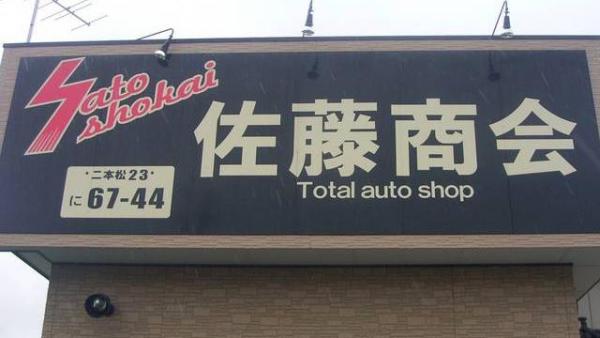 Sato
shokai
佐藤商会
Total auto shop
・二本松23・
に 67-44